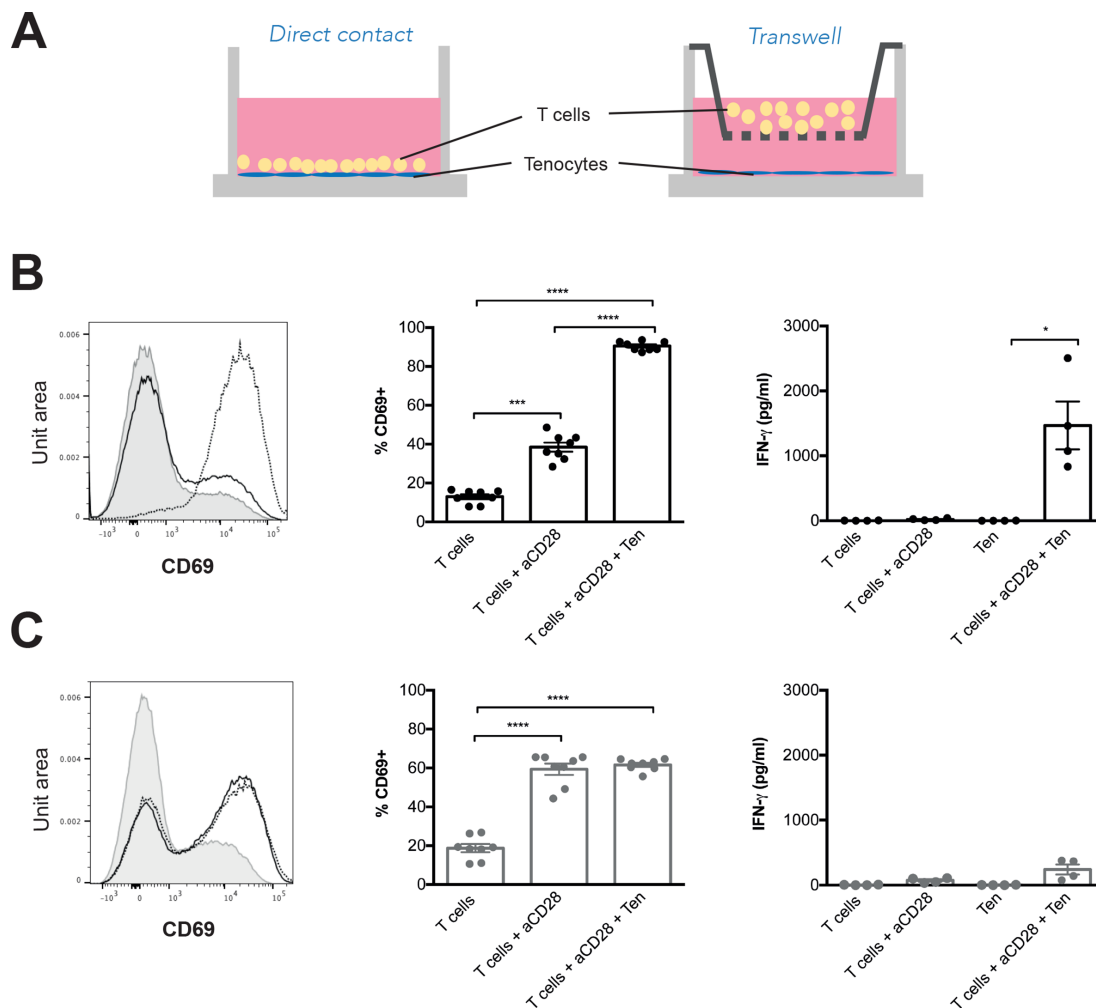 A
Direct contact
Transwell
T cells
Tenocytes
B
Unit area
0.006
0.004
0.002
0
-10³ 0 10³ 10⁴ 10⁵
CD69
% CD69+
100
80
60
40
20
0
****
****
***
T cells
T cells + aCD28
T cells + aCD28 + Ten
IFN-γ (pg/ml)
3000
2000
1000
0
*
T cells
T cells + aCD28
Ten
T cells + aCD28 + Ten
C
Unit area
0.006
0.004
0.002
0
-10³ 0 10³ 10⁴ 10⁵
CD69
% CD69+
100
80
60
40
20
0
****
****
T cells
T cells + aCD28
T cells + aCD28 + Ten
IFN-γ (pg/ml)
3000
2000
1000
0
T cells
T cells + aCD28
Ten
T cells + aCD28 + Ten